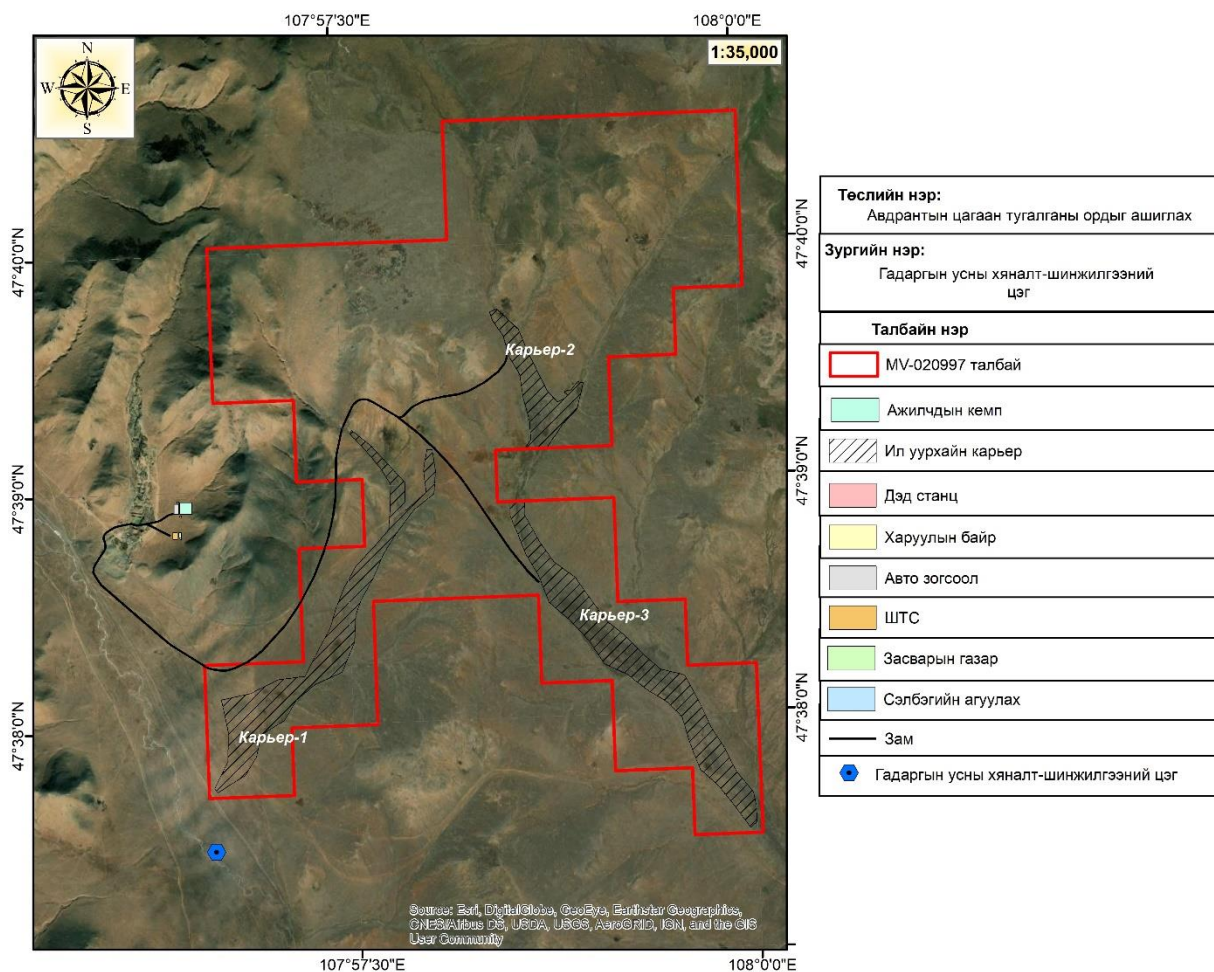 107°57'30"E
108°0'0"E
N
W E
S
1:35,000
47°40'0"N
47°39'0"N
47°38'0"N
Карьер-2
Карьер-3
Карьер-1
47°40'0"N
47°39'0"N
47°38'0"N
Source: Esri, DigitalGlobe, GeoEye, Earthstar Geographics,
CNES/Airbus DS, USDA, USGS, AeroGRID, IGN, and the GIS
User Community
107°57'30"E
108°0'0"E
Төслийн нэр:
Авдрантын цагаан тугалганы ордыг ашиглах
Зургийн нэр:
Гадаргын усны хяналт-шинжилгээний
цэг
Талбайн нэр
MV-020997 талбай
Ажилчдын кемп
Ил уурхайн карьер
Дэд станц
Харуулын байр
Авто зогсоол
ШТС
Засварын газар
Сэлбэгийн агуулах
Зам
Гадаргын усны хяналт-шинжилгээний цэг